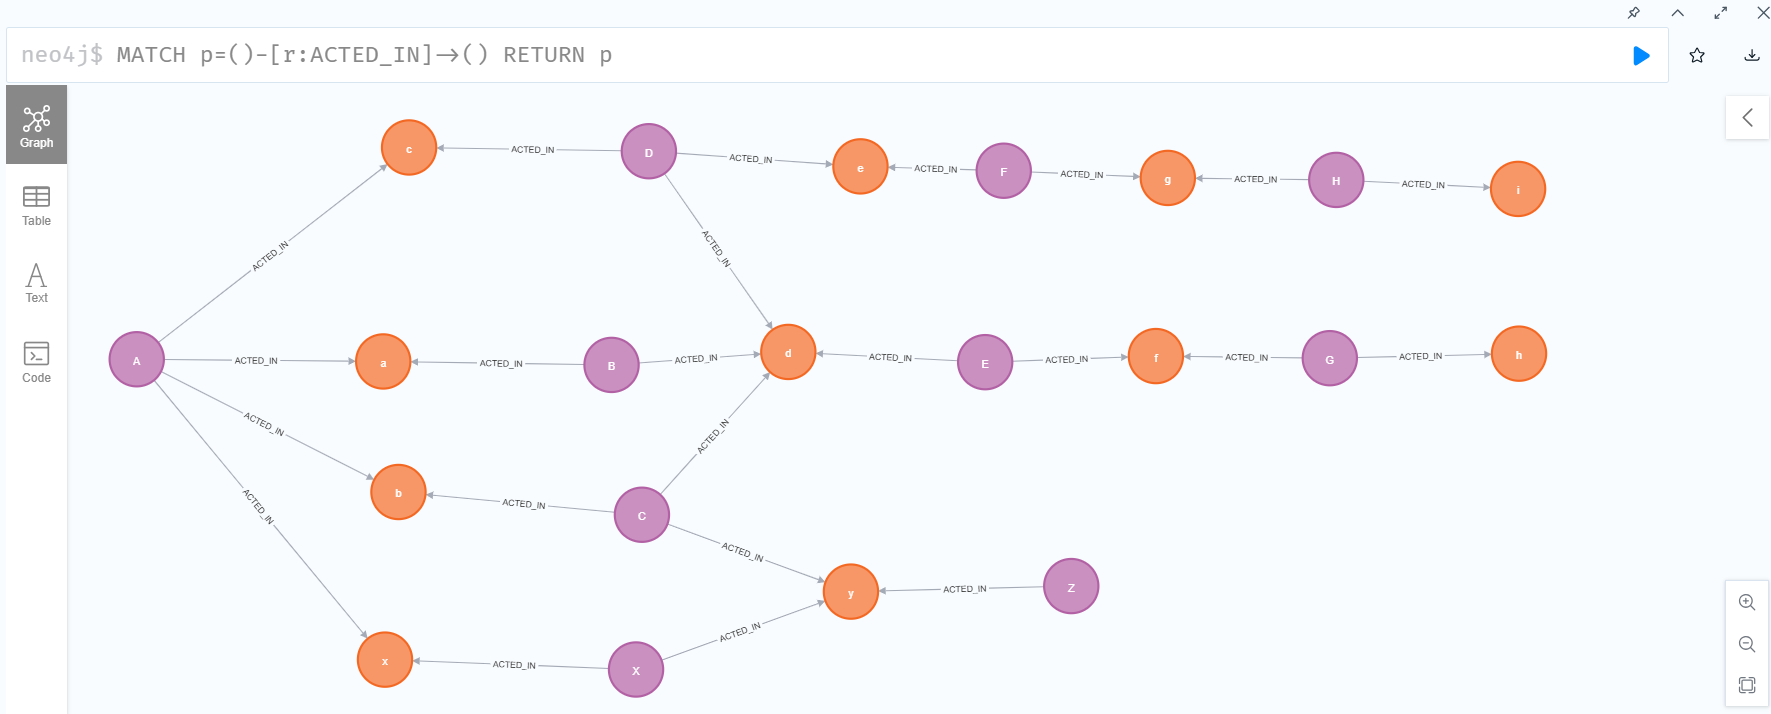 neo4j$ MATCH p=()-[r:ACTED_IN]->() RETURN p
Graph
Table
Text
Code
c ACTED_IN D ACTED_IN e ACTED_IN F ACTED_IN g ACTED_IN H ACTED_IN i
ACTED_IN
ACTED_IN
A ACTED_IN a ACTED_IN B ACTED_IN d ACTED_IN E ACTED_IN f ACTED_IN G ACTED_IN h
ACTED_IN
ACTED_IN
b ACTED_IN C
ACTED_IN
ACTED_IN
y ACTED_IN Z
ACTED_IN
x ACTED_IN X